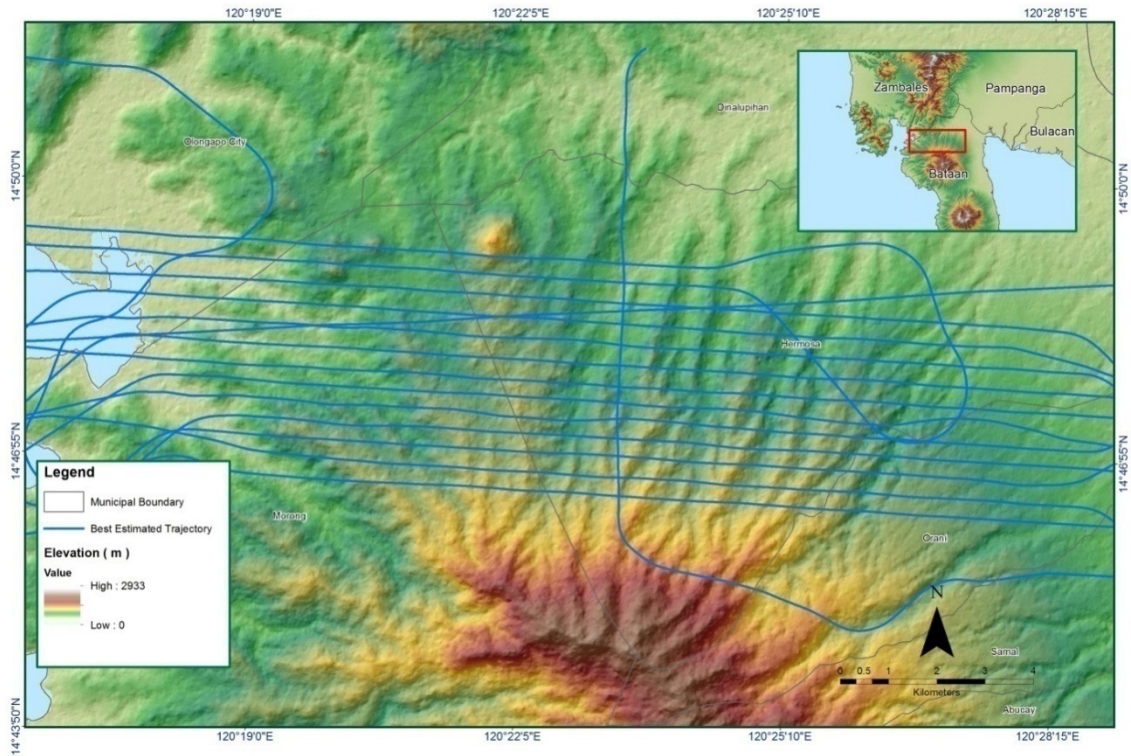 120°19'0"E 120°22'5"E 120°25'10"E 120°28'15"E
Zambales
Pampanga
Bulacan
Bataan
Dinalupihan
Olongapo City
14°50'0"N
14°50'0"N
Hermosa
14°46'55"N
14°46'55"N
Legend
Municipal Boundary
Best Estimated Trajectory
Elevation ( m )
Value
High : 2933
Low : 0
Morong
Orani
N
Samal
0 0.5 1 2 3 4
Kilometers
Abucay
14°43'50"N
14°43'50"N
120°19'0"E 120°22'5"E 120°25'10"E 120°28'15"E